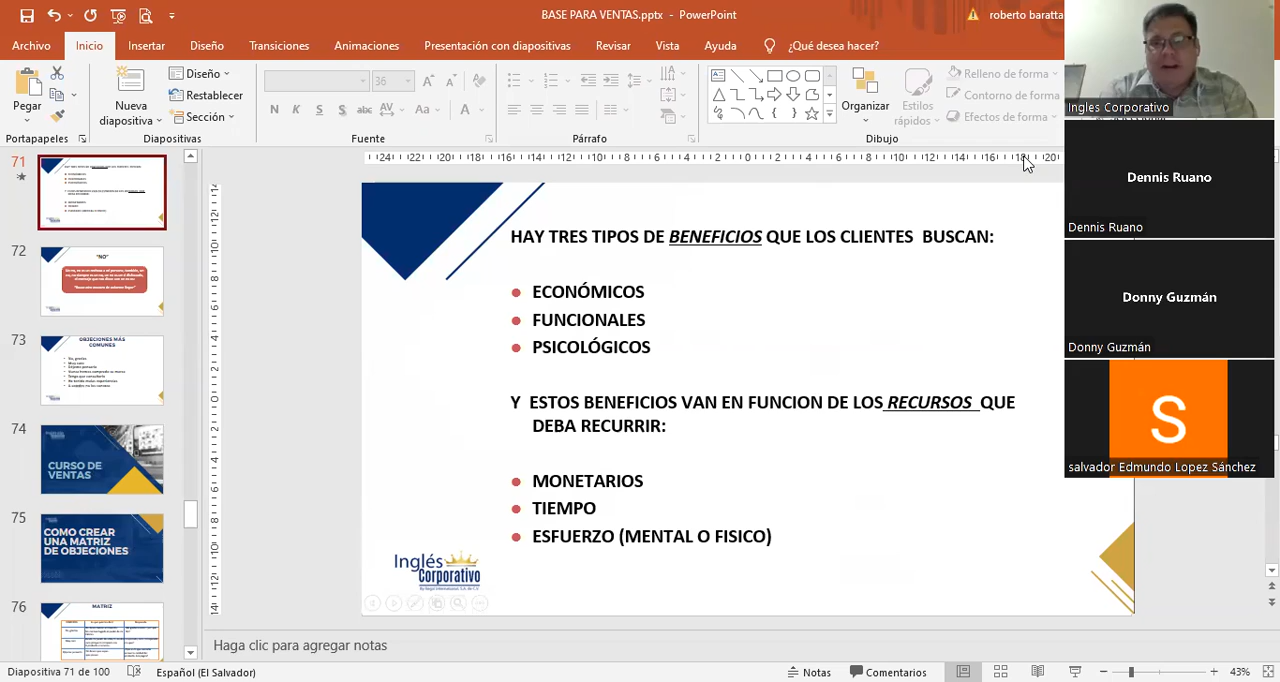 BASE PARA VENTAS.pptx - PowerPoint
roberto baratta
Archivo Inicio Insertar Diseño Transiciones Animaciones Presentación con diapositivas Revisar Vista Ayuda ¿Qué desea hacer?
Pegar
Nueva diapositiva
Diseño
Restablecer
Sección
36
N K S S abc AV Aa A
Organizar
Estilos rápidos
Relleno de forma
Contorno de forma
Efectos de forma
Portapapeles Diapositivas Fuente Párrafo Dibujo
Ingles Corporativo
Dennis Ruano
Dennis Ruano
Donny Guzmán
Donny Guzmán
S
salvador Edmundo Lopez Sánchez
71
72
"NO"
73
OBJECIONES MÁS COMUNES
74
CURSO DE
VENTAS
75
COMO CREAR
UNA MATRIZ
DE OBJECIONES
76
MATRIZ
HAY TRES TIPOS DE BENEFICIOS QUE LOS CLIENTES BUSCAN:
ECONÓMICOS
FUNCIONALES
PSICOLÓGICOS
Y ESTOS BENEFICIOS VAN EN FUNCION DE LOS RECURSOS QUE
DEBA RECURRIR:
MONETARIOS
TIEMPO
ESFUERZO (MENTAL O FISICO)
Inglés
Corporativo
Haga clic para agregar notas
Diapositiva 71 de 100 Español (El Salvador) Notas Comentarios 43%